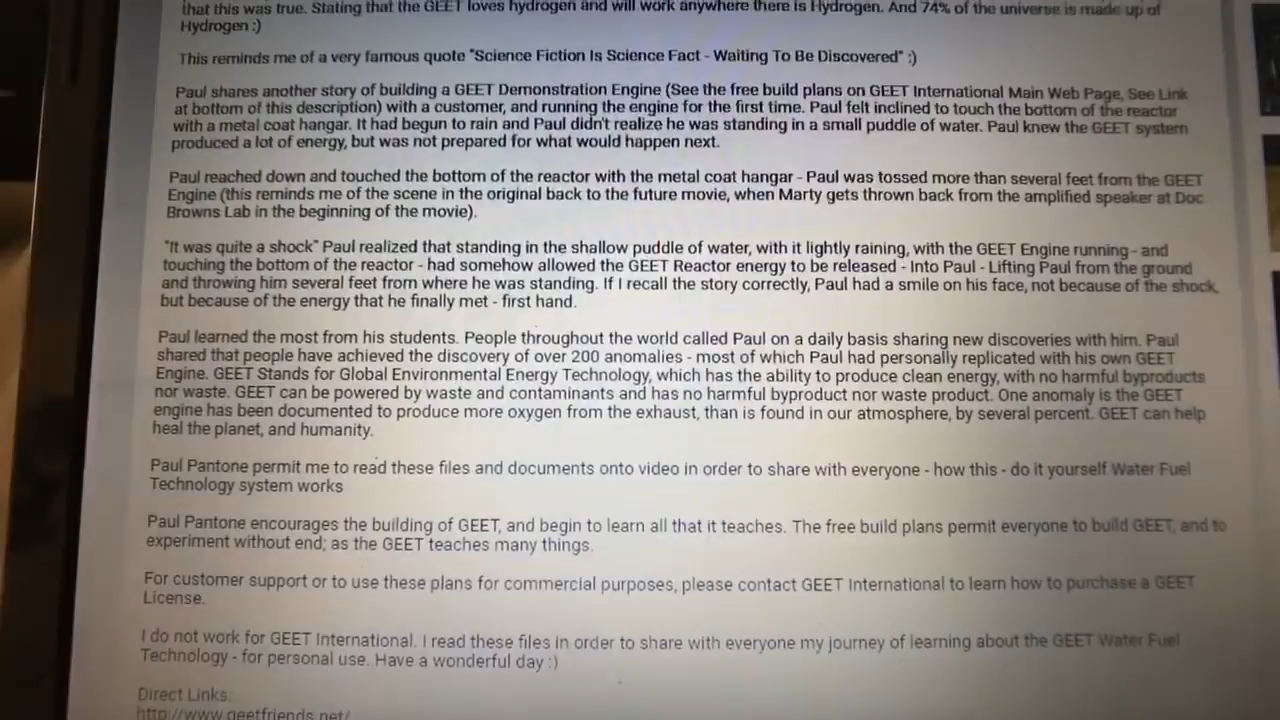 that this was true. Stating that the GEET loves hydrogen and will work anywhere there is Hydrogen. And 74% of the universe is made up of
Hydrogen :)
This reminds me of a very famous quote "Science Fiction Is Science Fact - Waiting To Be Discovered" :)
Paul shares another story of building a GEET Demonstration Engine (See the free build plans on GEET International Main Web Page, See Link
at bottom of this description) with a customer, and running the engine for the first time. Paul felt inclined to touch the bottom of the reactor
with a metal coat hangar. It had begun to rain and Paul didn't realize he was standing in a small puddle of water. Paul knew the GEET system
produced a lot of energy, but was not prepared for what would happen next.
Paul reached down and touched the bottom of the reactor with the metal coat hangar - Paul was tossed more than several feet from the GEET
Engine (this reminds me of the scene in the original back to the future movie, when Marty gets thrown back from the amplified speaker at Doc
Browns Lab in the beginning of the movie).
"It was quite a shock" Paul realized that standing in the shallow puddle of water, with it lightly raining, with the GEET Engine running - and
touching the bottom of the reactor - had somehow allowed the GEET Reactor energy to be released - Into Paul - Lifting Paul from the ground
and throwing him several feet from where he was standing. If I recall the story correctly, Paul had a smile on his face, not because of the shock,
but because of the energy that he finally met - first hand.
Paul learned the most from his students. People throughout the world called Paul on a daily basis sharing new discoveries with him. Paul
shared that people have achieved the discovery of over 200 anomalies - most of which Paul had personally replicated with his own GEET
Engine. GEET Stands for Global Environmental Energy Technology, which has the ability to produce clean energy, with no harmful byproducts
nor waste. GEET can be powered by waste and contaminants and has no harmful byproduct nor waste product. One anomaly is the GEET
engine has been documented to produce more oxygen from the exhaust, than is found in our atmosphere, by several percent. GEET can help
heal the planet, and humanity.
Paul Pantone permit me to read these files and documents onto video in order to share with everyone - how this - do it yourself Water Fuel
Technology system works
Paul Pantone encourages the building of GEET, and begin to learn all that it teaches. The free build plans permit everyone to build GEET, and to
experiment without end; as the GEET teaches many things.
For customer support or to use these plans for commercial purposes, please contact GEET International to learn how to purchase a GEET
License.
I do not work for GEET International. I read these files in order to share with everyone my journey of learning about the GEET Water Fuel
Technology - for personal use. Have a wonderful day :)
Direct Links:
http://www.geetfriends.net/